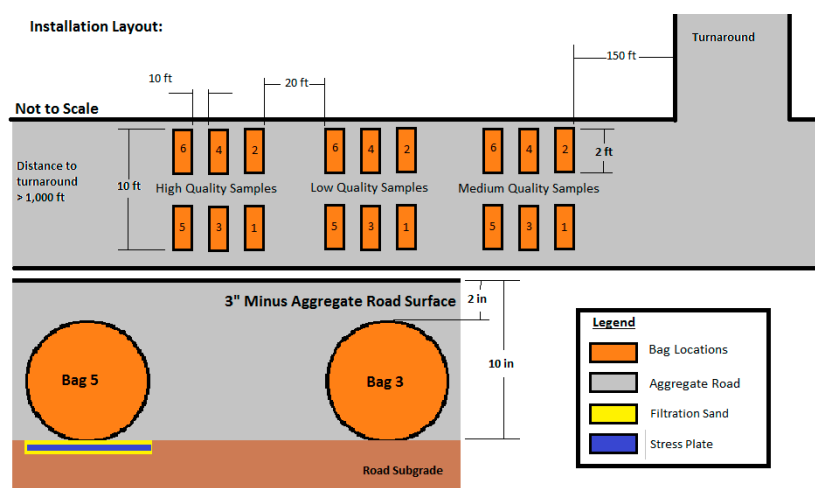 Installation Layout:
Turnaround
150 ft
10 ft
20 ft
Not to Scale
6 4 2 6 4 2 6 4 2
2 ft
Distance to
turnaround
> 1,000 ft
10 ft
High Quality Samples Low Quality Samples Medium Quality Samples
5 3 1 5 3 1 5 3 1
3" Minus Aggregate Road Surface
2 in
10 in
Bag 5
Bag 3
Road Subgrade
Legend
Bag Locations
Aggregate Road
Filtration Sand
Stress Plate